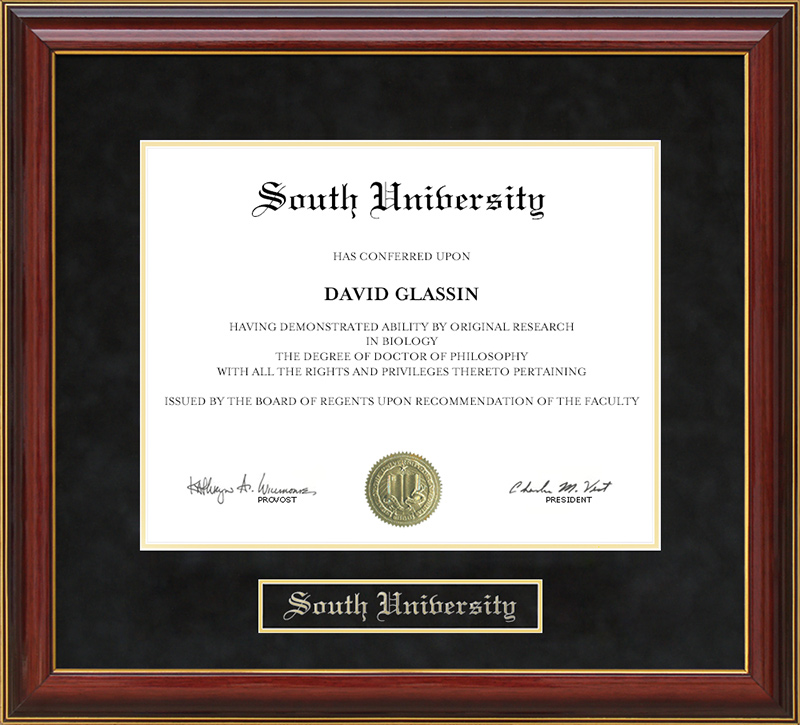 South University
HAS CONFERRED UPON
DAVID GLASSIN
HAVING DEMONSTRATED ABILITY BY ORIGINAL RESEARCH
IN BIOLOGY
THE DEGREE OF DOCTOR OF PHILOSOPHY
WITH ALL THE RIGHTS AND PRIVILEGES THERETO PERTAINING
ISSUED BY THE BOARD OF REGENTS UPON RECOMMENDATION OF THE FACULTY
Charles M. Vest
PROVOST
PRESIDENT
South University